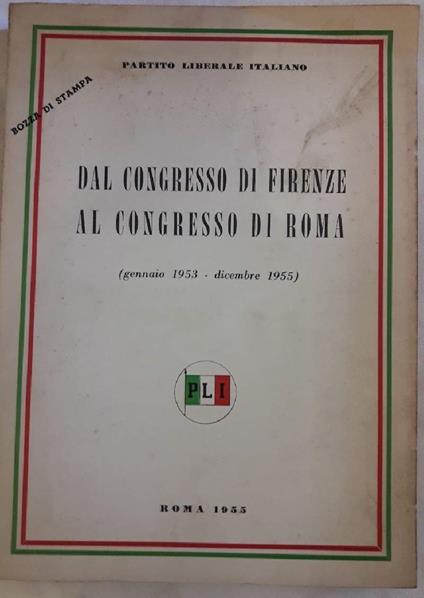 PARTITO LIBERALE ITALIANO
BOZZA DI STAMPA
DAL CONGRESSO DI FIRENZE
AL CONGRESSO DI ROMA
(gennaio 1953 - dicembre 1955)
PLI
ROMA 1955